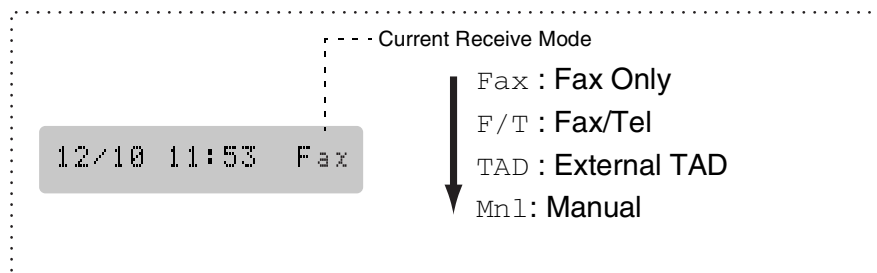 Current Receive Mode
Fax : Fax Only
F/T : Fax/Tel
12/10 11:53 Fax
TAD : External TAD
Mnl: Manual